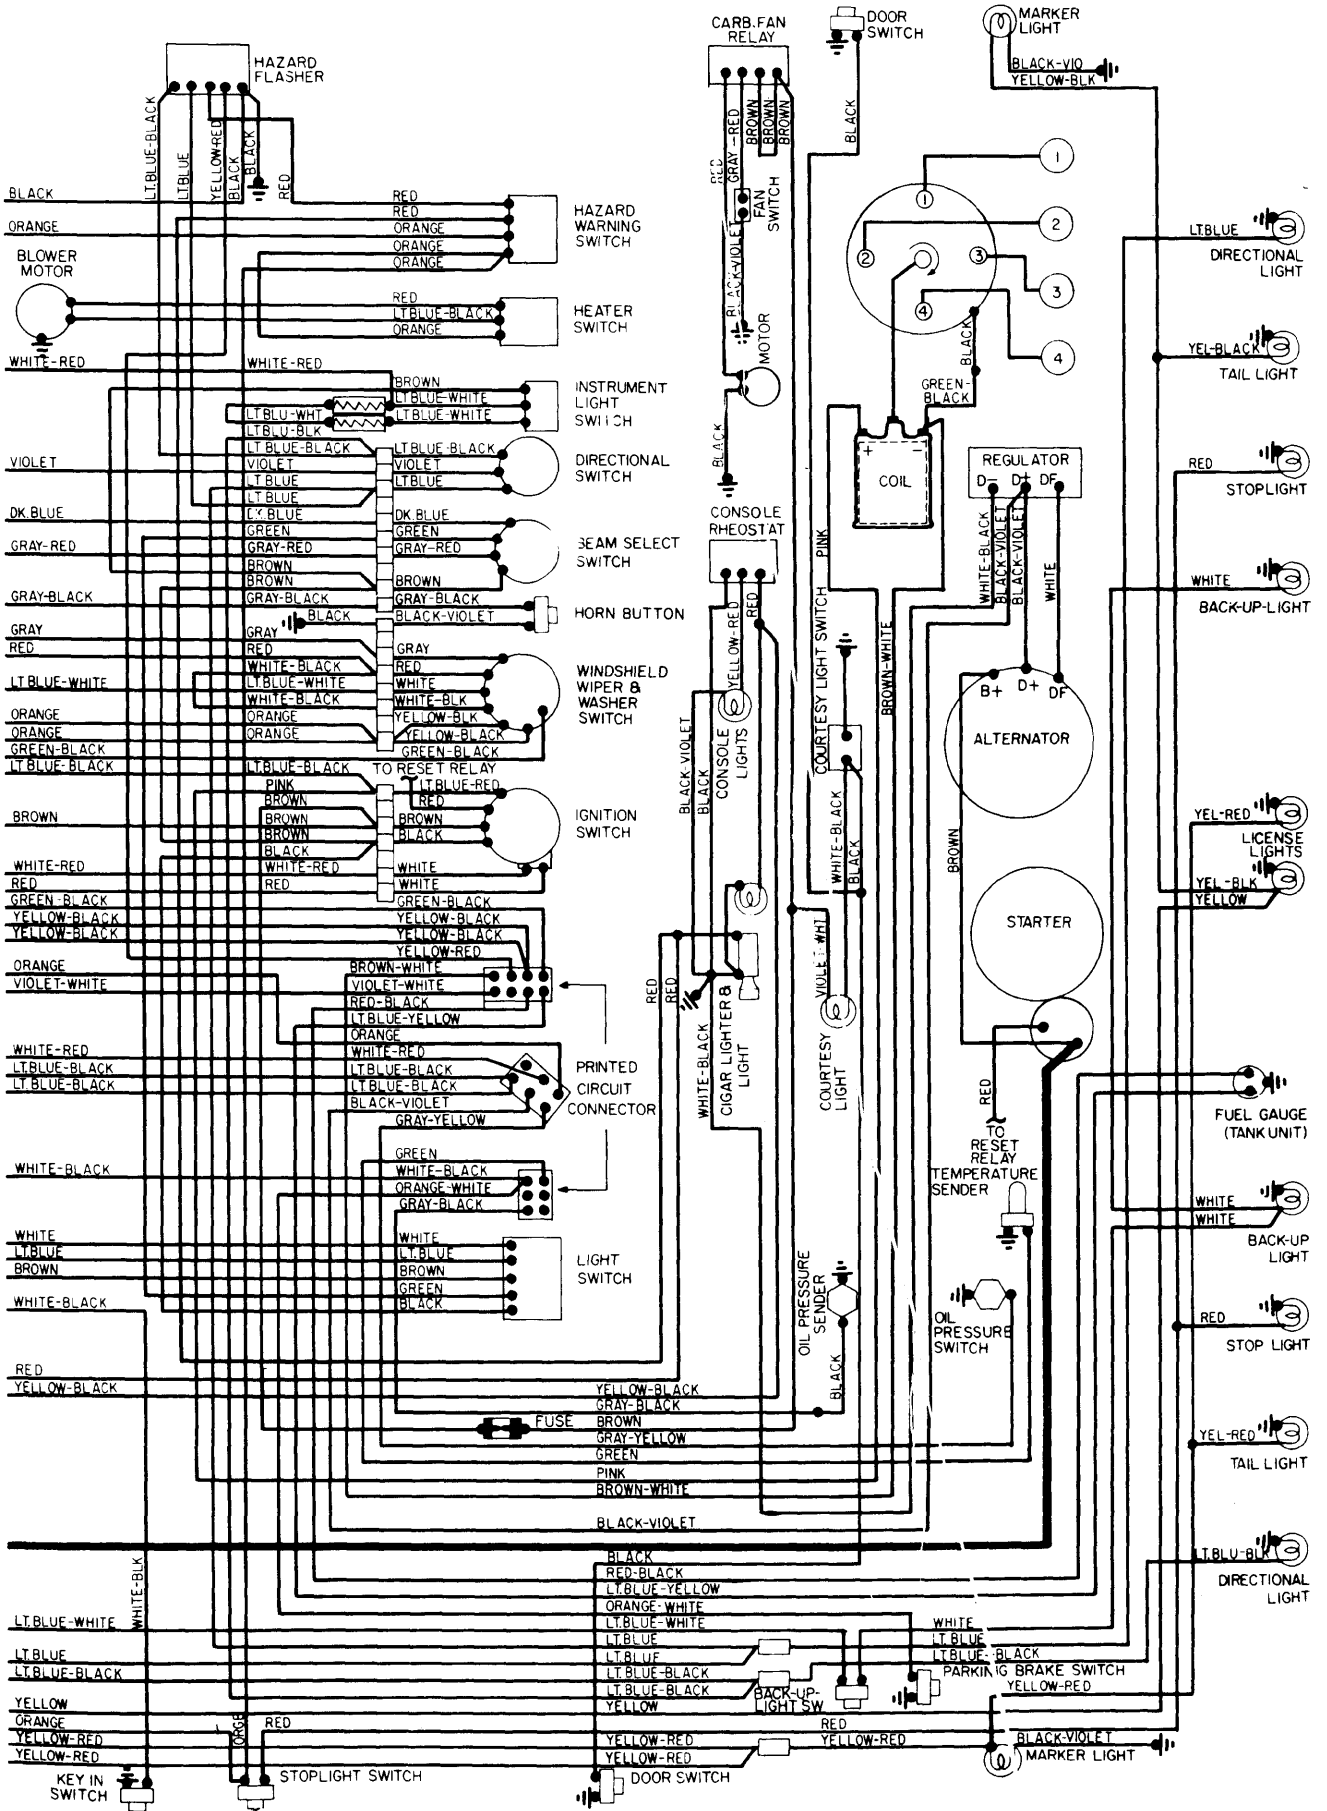 HAZARD
FLASHER
CARB. FAN
RELAY
DOOR
SWITCH
MARKER
LIGHT
BLACK-VIO
YELLOW-BLK
LT.BLUE-BLACK
LT.BLUE
YELLOW-RED
BLACK
BLACK
RED
RED
GRAY-RED
BROWN
BROWN
BROWN
BLACK
FAN
SWITCH
BLACK-VIOLET
MOTOR
BLACK
1
2
3
4
1
2
3
4
BLACK
GREEN-
BLACK
+
−
COIL
BLACK
ORANGE
BLOWER
MOTOR
RED
RED
ORANGE
ORANGE
ORANGE
HAZARD
WARNING
SWITCH
RED
LT.BLUE-BLACK
ORANGE
HEATER
SWITCH
WHITE-RED
WHITE-RED
BROWN
LT.BLUE-WHITE
LT.BLUE-WHITE
INSTRUMENT
LIGHT
SWITCH
LT.BLU-WHT
LT.BLU-BLK
LT.BLUE-BLACK
LT.BLUE-BLACK
VIOLET
VIOLET
VIOLET
LT.BLUE
LT.BLUE
LT.BLUE
DIRECTIONAL
SWITCH
DK.BLUE
DK.BLUE
DK.BLUE
GREEN
GREEN
GRAY-RED
GRAY-RED
GRAY-RED
BROWN
BROWN
BROWN
BEAM SELECT
SWITCH
GRAY-BLACK
GRAY-BLACK
GRAY-BLACK
BLACK
BLACK-VIOLET
HORN BUTTON
GRAY
GRAY
GRAY
RED
RED
RED
WHITE-BLACK
WHITE
LT.BLUE-WHITE
LT.BLUE-WHITE
WHITE-BLACK
WHITE-BLK
ORANGE
ORANGE
YELLOW-BLK
ORANGE
ORANGE
YELLOW-BLACK
GREEN-BLACK
GREEN-BLACK
WINDSHIELD
WIPER &
WASHER
SWITCH
LT.BLUE-BLACK
LT.BLUE-BLACK
TO RESET RELAY
PINK
LT.BLUE-RED
BROWN
RED
BROWN
BROWN
BROWN
BROWN
BLACK
BLACK
IGNITION
SWITCH
WHITE-RED
WHITE-RED
WHITE
RED
RED
WHITE
GREEN-BLACK
GREEN-BLACK
YELLOW-BLACK
YELLOW-BLACK
YELLOW-BLACK
YELLOW-BLACK
YELLOW-RED
ORANGE
BROWN-WHITE
VIOLET-WHITE
VIOLET-WHITE
RED-BLACK
LT.BLUE-YELLOW
ORANGE
WHITE-RED
WHITE-RED
LT.BLUE-BLACK
LT.BLUE-BLACK
LT.BLUE-BLACK
LT.BLUE-BLACK
BLACK-VIOLET
GRAY-YELLOW
PRINTED
CIRCUIT
CONNECTOR
GREEN
WHITE-BLACK
WHITE-BLACK
ORANGE-WHITE
GRAY-BLACK
WHITE
WHITE
LT.BLUE
LT.BLUE
BROWN
BROWN
GREEN
WHITE-BLACK
BLACK
LIGHT
SWITCH
CONSOLE
RHEOSTAT
YELLOW-RED
RED
BLACK-VIOLET
BLACK
CONSOLE
LIGHTS
PINK
COURTESY LIGHT SWITCH
WHITE-BLACK
BLACK
BROWN-WHITE
VIOLET-WHT
RED
RED
WHITE-BLACK
CIGAR LIGHTER &
LIGHT
COURTESY
LIGHT
REGULATOR
D−
D+
DF
WHITE-BLACK
BLACK-VIOLET
BLACK-VIOLET
WHITE
B+
D+
DF
ALTERNATOR
BROWN
STARTER
RED
TO
RESET
RELAY
TEMPERATURE
SENDER
OIL PRESSURE
SENDER
BLACK
OIL
PRESSURE
SWITCH
LT.BLUE
DIRECTIONAL
LIGHT
YEL-BLACK
TAIL LIGHT
RED
STOPLIGHT
WHITE
BACK-UP-LIGHT
YEL-RED
LICENSE
LIGHTS
YEL-BLK
YELLOW
FUEL GAUGE
(TANK UNIT)
WHITE
WHITE
BACK-UP
LIGHT
RED
STOP LIGHT
YEL-RED
TAIL LIGHT
LT.BLU-BLK
DIRECTIONAL
LIGHT
RED
YELLOW-BLACK
YELLOW-BLACK
GRAY-BLACK
FUSE
BROWN
GRAY-YELLOW
GREEN
PINK
BROWN-WHITE
BLACK-VIOLET
BLACK
RED-BLACK
LT.BLUE-YELLOW
ORANGE-WHITE
WHITE-BLK
LT.BLUE-WHITE
LT.BLUE-WHITE
WHITE
LT.BLUE
LT.BLUE
LT.BLUE
LT.BLUE
LT.BLUE-BLACK
LT.BLUE-BLACK
LT.BLUE-BLACK
PARKING BRAKE SWITCH
LT.BLUE-BLACK
BACK-UP-
LIGHT SW.
YELLOW-RED
YELLOW
YELLOW
ORANGE
ORGE
RED
RED
YELLOW-RED
YELLOW-RED
YELLOW-RED
BLACK-VIOLET
YELLOW-RED
YELLOW-RED
MARKER LIGHT
KEY IN
SWITCH
STOPLIGHT SWITCH
DOOR SWITCH